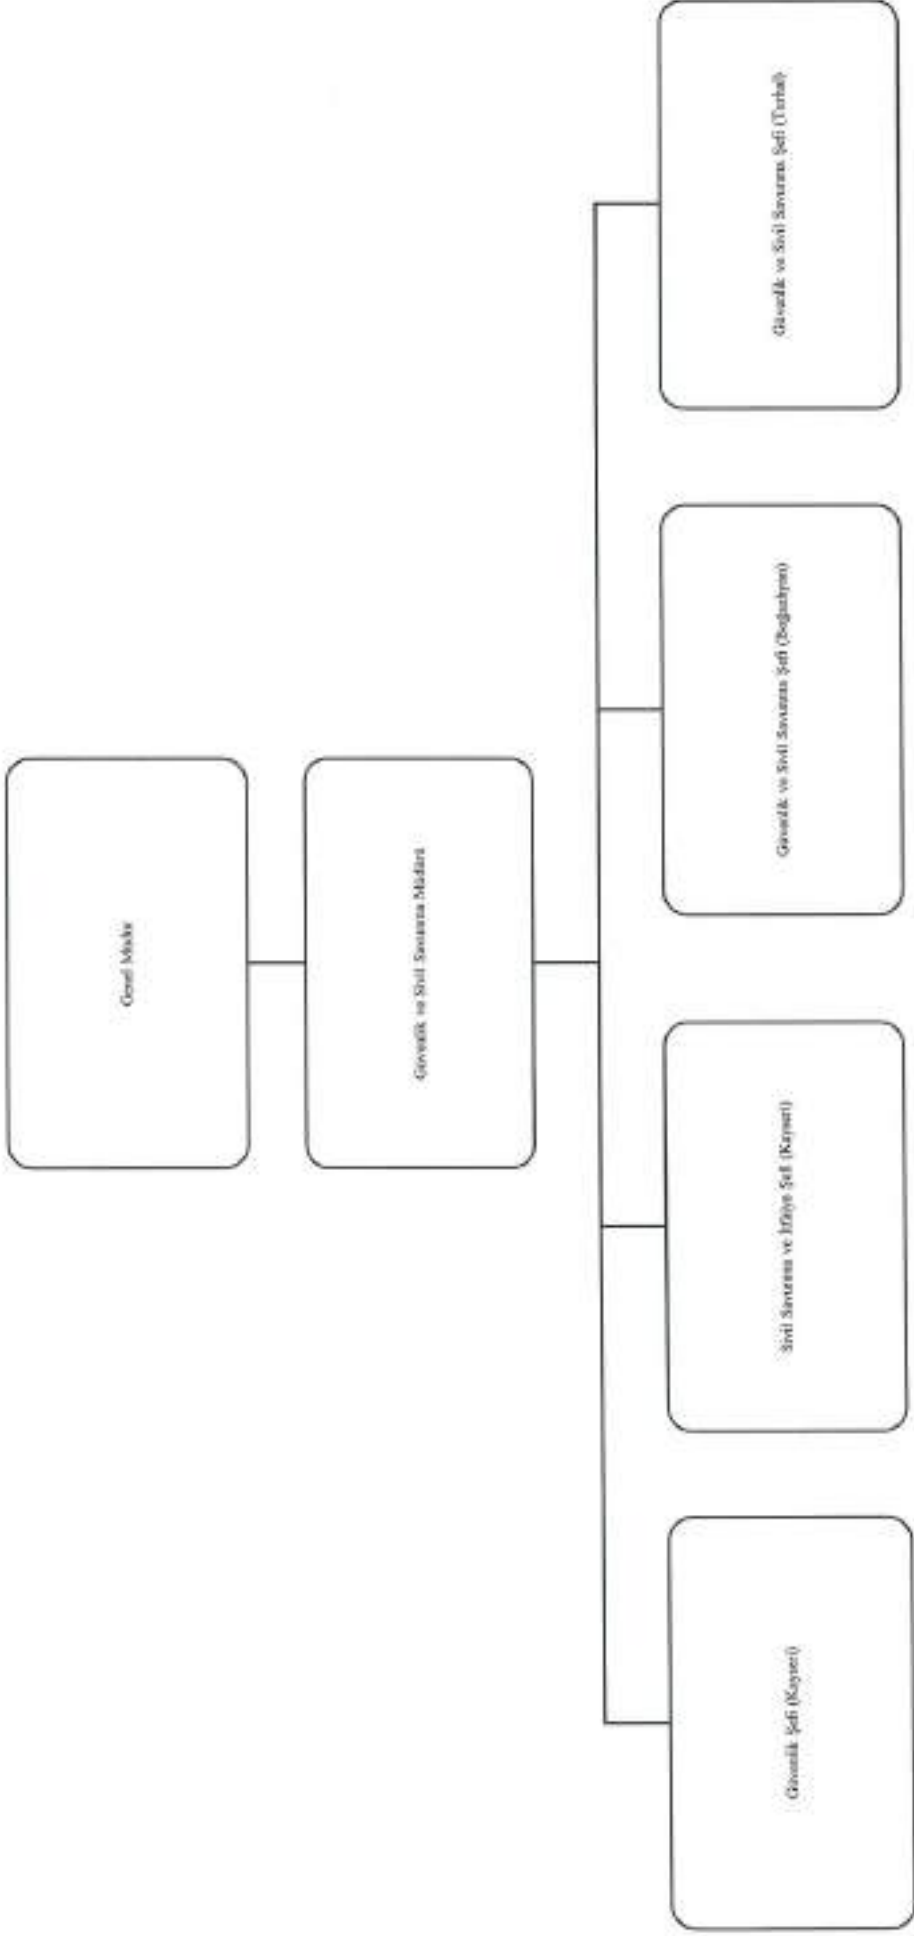 Genel Müdür
Güvenlik ve Sivil Savunma Müdürü
Güvenlik Şefi (Kayseri)
Sivil Savunma ve İtfaiye Şefi (Kayseri)
Güvenlik ve Sivil Savunma Şefi (Boğazlıyan)
Güvenlik ve Sivil Savunma Şefi (Turhal)